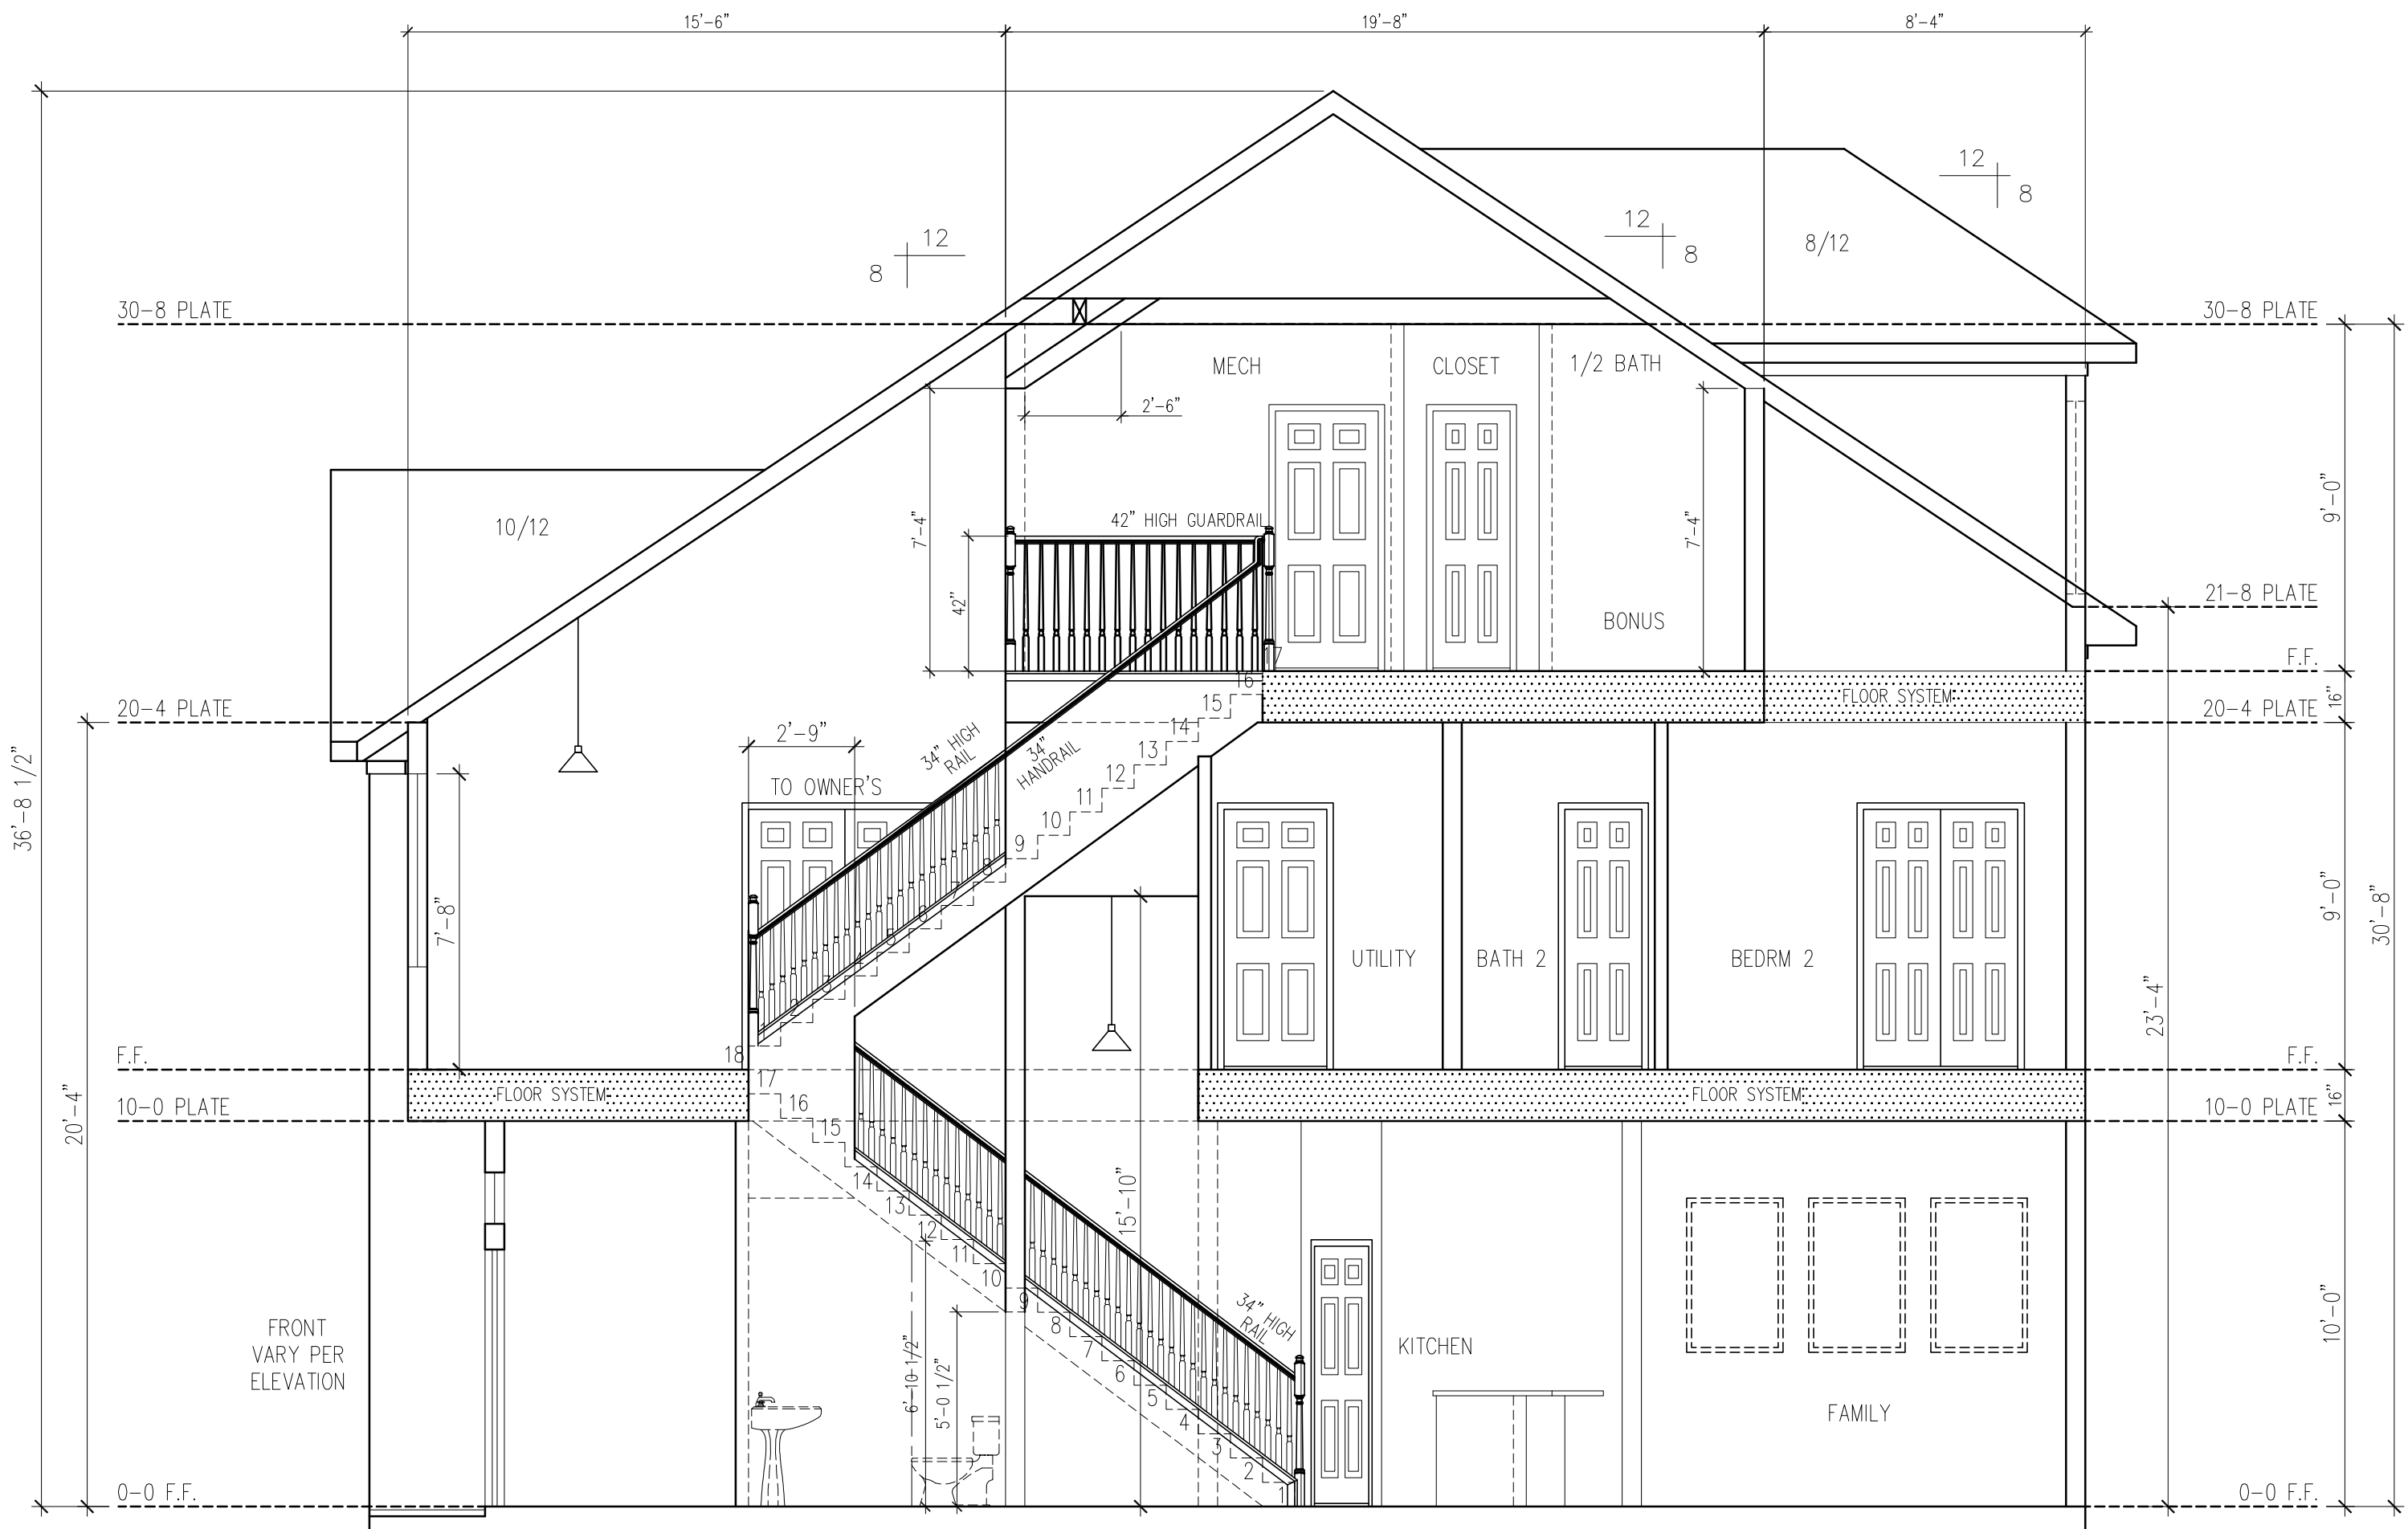 15'-6"
19'-8"
8'-4"
12
8
12
8
12
8
8/12
30-8 PLATE
30-8 PLATE
MECH
CLOSET
1/2 BATH
2'-6"
10/12
42" HIGH GUARDRAIL
7'-4"
42"
7'-4"
9'-0"
BONUS
21-8 PLATE
F.F.
17
16
15
14
13
12
11
10
9
8
7
6
5
4
3
2
1
FLOOR SYSTEM
16"
20-4 PLATE
20-4 PLATE
2'-9"
34" HIGH
RAIL
34"
HANDRAIL
TO OWNER'S
36'-8 1/2"
7'-8"
UTILITY
BATH 2
BEDRM 2
9'-0"
30'-8"
23'-4"
F.F.
F.F.
18
17
16
15
14
13
12
11
10
9
8
7
6
5
4
3
2
1
FLOOR SYSTEM
FLOOR SYSTEM
16"
10-0 PLATE
10-0 PLATE
20'-4"
15'-10"
34" HIGH
RAIL
6'-10 1/2"
5'-0 1/2"
FRONT
VARY PER
ELEVATION
KITCHEN
FAMILY
10'-0"
0-0 F.F.
0-0 F.F.